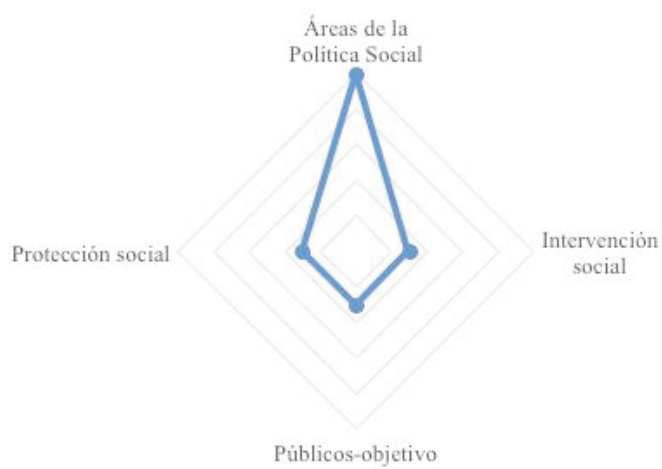 Áreas de la
Política Social
Protección social
Intervención
social
Públicos-objetivo